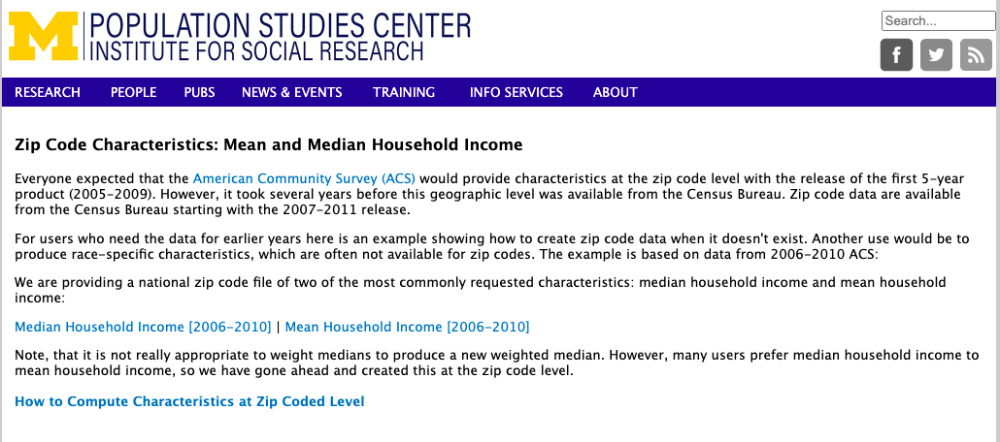 M POPULATION STUDIES CENTER
INSTITUTE FOR SOCIAL RESEARCH
Search...
RESEARCH PEOPLE PUBS NEWS & EVENTS TRAINING INFO SERVICES ABOUT
Zip Code Characteristics: Mean and Median Household Income
Everyone expected that the American Community Survey (ACS) would provide characteristics at the zip code level with the release of the first 5-year
product (2005-2009). However, it took several years before this geographic level was available from the Census Bureau. Zip code data are available
from the Census Bureau starting with the 2007-2011 release.
For users who need the data for earlier years here is an example showing how to create zip code data when it doesn't exist. Another use would be to
produce race-specific characteristics, which are often not available for zip codes. The example is based on data from 2006-2010 ACS:
We are providing a national zip code file of two of the most commonly requested characteristics: median household income and mean household
income:
Median Household Income [2006-2010] | Mean Household Income [2006-2010]
Note, that it is not really appropriate to weight medians to produce a new weighted median. However, many users prefer median household income to
mean household income, so we have gone ahead and created this at the zip code level.
How to Compute Characteristics at Zip Coded Level